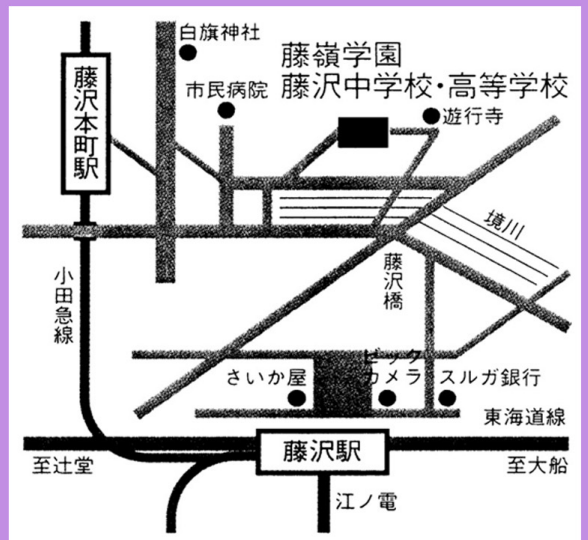 白旗神社
藤嶺学園
藤沢中学校・高等学校
市民病院
遊行寺
藤沢本町駅
境川
藤沢橋
小田急線
ビック
カメラ
さいか屋
スルガ銀行
東海道線
藤沢駅
至辻堂
至大船
江ノ電